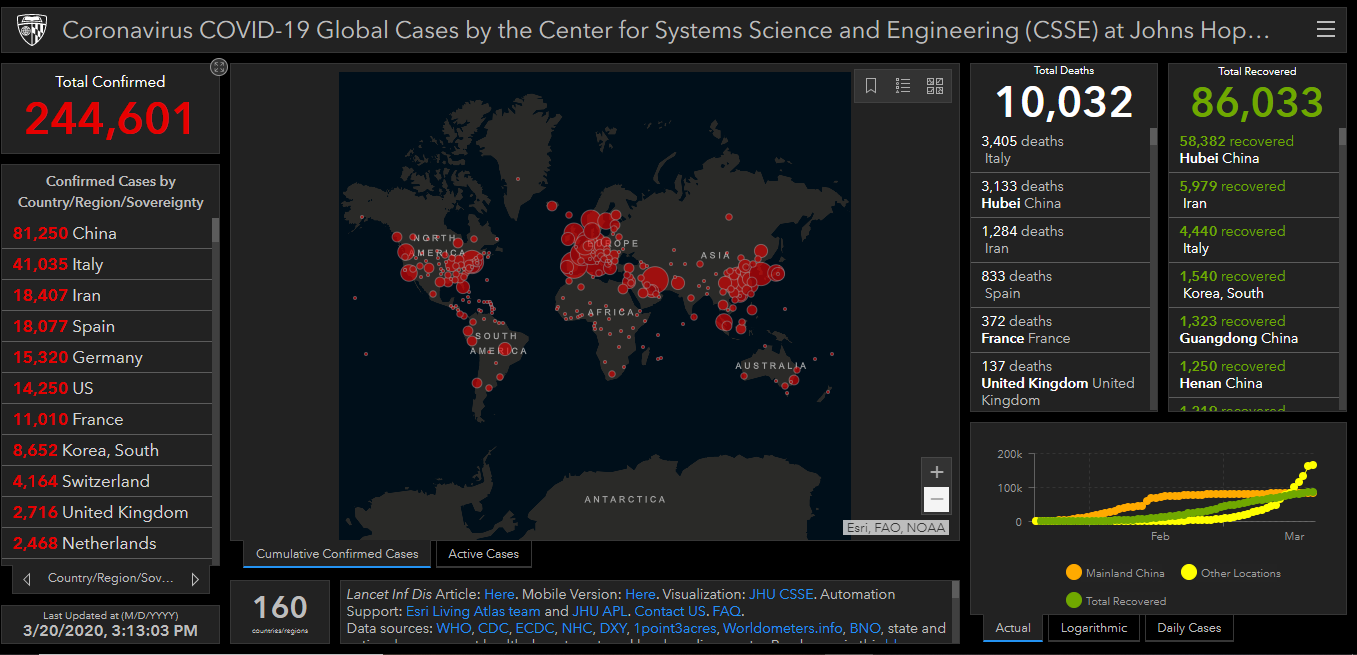 Coronavirus COVID-19 Global Cases by the Center for Systems Science and Engineering (CSSE) at Johns Hop...
Total Confirmed
244,601
Confirmed Cases by
Country/Region/Sovereignty
81,250 China
41,035 Italy
18,407 Iran
18,077 Spain
15,320 Germany
14,250 US
11,010 France
8,652 Korea, South
4,164 Switzerland
2,716 United Kingdom
2,468 Netherlands
Country/Region/Sov...
Last Updated at (M/D/YYYY)
3/20/2020, 3:13:03 PM
NORTH
AMERICA
EUROPE
ASIA
AFRICA
SOUTH
AMERICA
AUSTRALIA
ANTARCTICA
Esri, FAO, NOAA
Cumulative Confirmed Cases
Active Cases
160
countries/regions
Lancet Inf Dis Article: Here. Mobile Version: Here. Visualization: JHU CSSE. Automation
Support: Esri Living Atlas team and JHU APL. Contact US. FAQ.
Data sources: WHO, CDC, ECDC, NHC, DXY, 1point3acres, Worldometers.info, BNO, state and
Total Deaths
10,032
3,405 deaths
Italy
3,133 deaths
Hubei China
1,284 deaths
Iran
833 deaths
Spain
372 deaths
France France
137 deaths
United Kingdom United
Kingdom
Total Recovered
86,033
58,382 recovered
Hubei China
5,979 recovered
Iran
4,440 recovered
Italy
1,540 recovered
Korea, South
1,323 recovered
Guangdong China
1,250 recovered
Henan China
200k
100k
0
Feb
Mar
Mainland China
Other Locations
Total Recovered
Actual
Logarithmic
Daily Cases